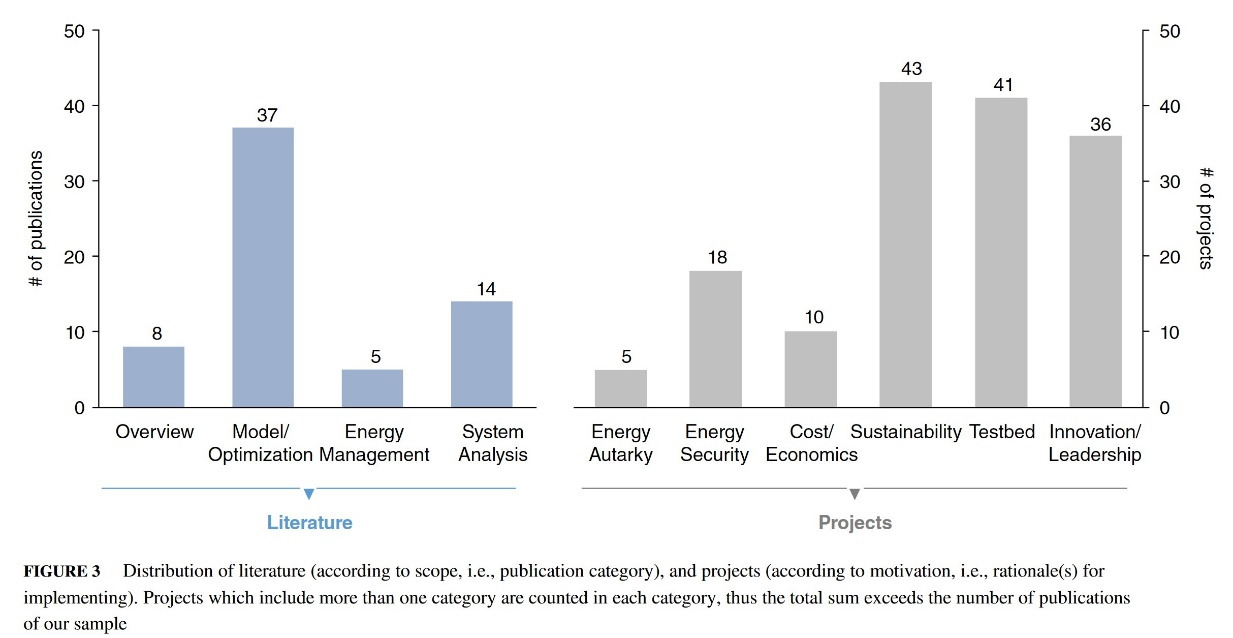 50
40
30
20
10
0
# of publications
8
37
5
14
Overview
Model/
Optimization
Energy
Management
System
Analysis
Literature
5
18
10
43
41
36
Energy
Autarky
Energy
Security
Cost/
Economics
Sustainability
Testbed
Innovation/
Leadership
Projects
50
40
30
20
10
0
# of projects
FIGURE 3 Distribution of literature (according to scope, i.e., publication category), and projects (according to motivation, i.e., rationale(s) for
implementing). Projects which include more than one category are counted in each category, thus the total sum exceeds the number of publications
of our sample